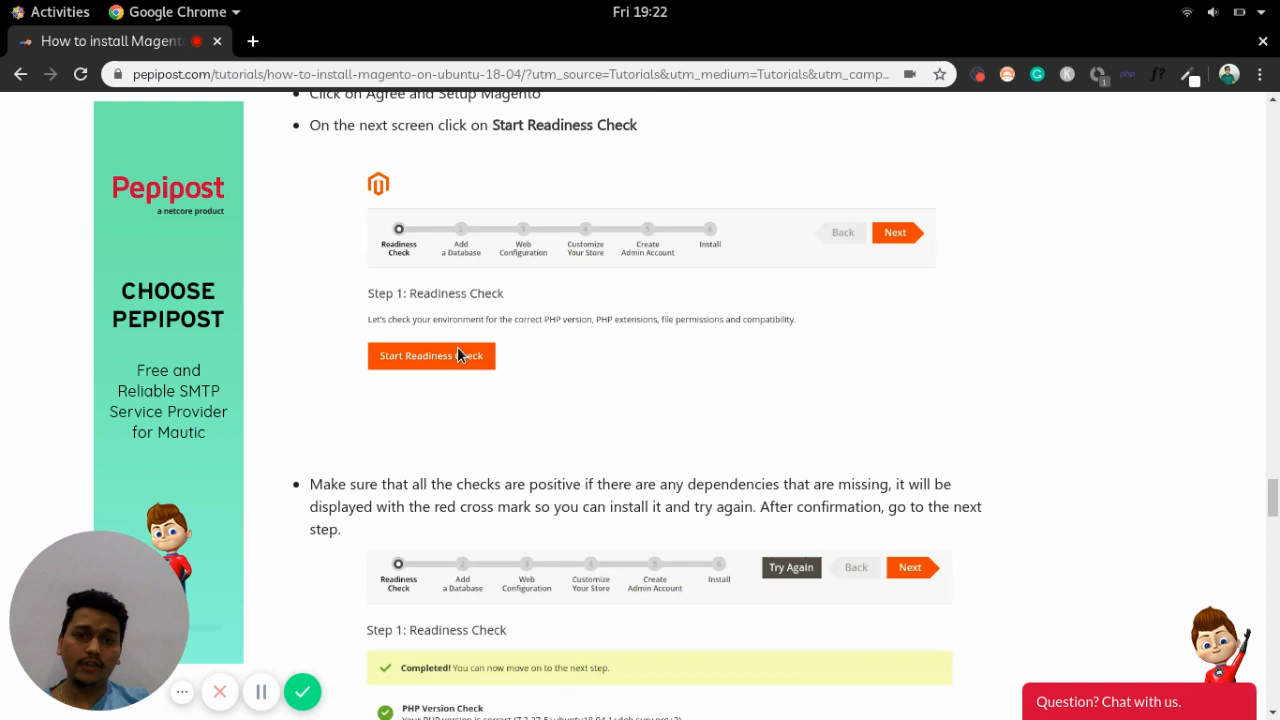 Activities
Google Chrome
Fri 19:22
How to install Magent
pepipost.com/tutorials/how-to-install-magento-on-ubuntu-18-04/?utm_source=Tutorials&utm_medium=Tutorials&utm_camp...
php
f?
1
Click on Agree and Setup Magento
On the next screen click on Start Readiness Check
Pepipost
a netcore product
CHOOSE
PEPIPOST
Free and
Reliable SMTP
Service Provider
for Mautic
Readiness Check
Add a Database
Web Configuration
Customize Your Store
Create Admin Account
Install
Back
Next
Step 1: Readiness Check
Let's check your environment for the correct PHP version, PHP extensions, file permissions and compatibility.
Start Readiness Check
Make sure that all the checks are positive if there are any dependencies that are missing, it will be
displayed with the red cross mark so you can install it and try again. After confirmation, go to the next
step.
Readiness Check
Add a Database
Web Configuration
Customize Your Store
Create Admin Account
Install
Try Again
Back
Next
Step 1: Readiness Check
Completed! You can now move on to the next step.
PHP Version Check
Question? Chat with us.